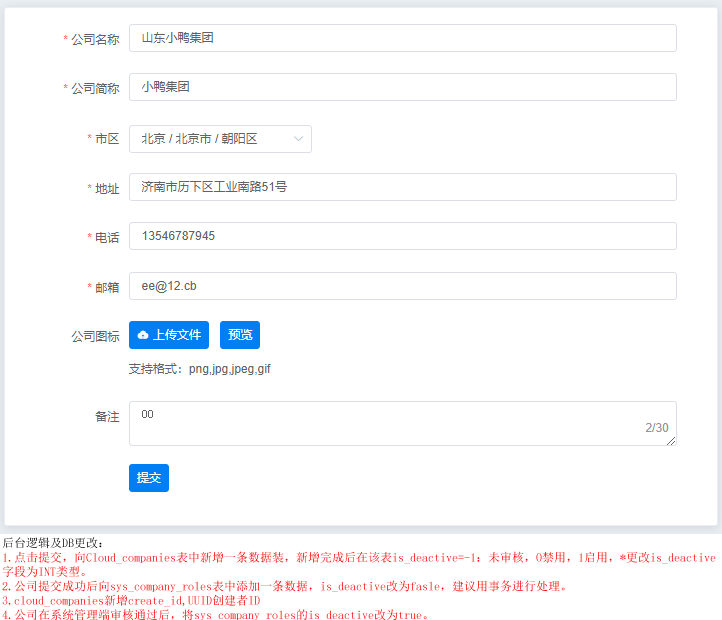 * 公司名称 山东小鸭集团
* 公司简称 小鸭集团
* 市区 北京 / 北京市 / 朝阳区
* 地址 济南市历下区工业南路51号
* 电话 13546787945
* 邮箱 ee@12.cb
公司图标 上传文件 预览
支持格式：png,jpg,jpeg,gif
备注 00
2/30
提交
后台逻辑及DB更改：
1.点击提交，向Cloud_companies表中新增一条数据装，新增完成后在该表is_deactive=-1：未审核，0禁用，1启用，*更改is_deactive
字段为INT类型。
2.公司提交成功后向sys_company_roles表中添加一条数据，is_deactive改为fasle，建议用事务进行处理。
3.cloud_companies新增create_id,UUID创建者ID
4.公司在系统管理端审核通过后，将sys_company_roles的is_deactive改为true。